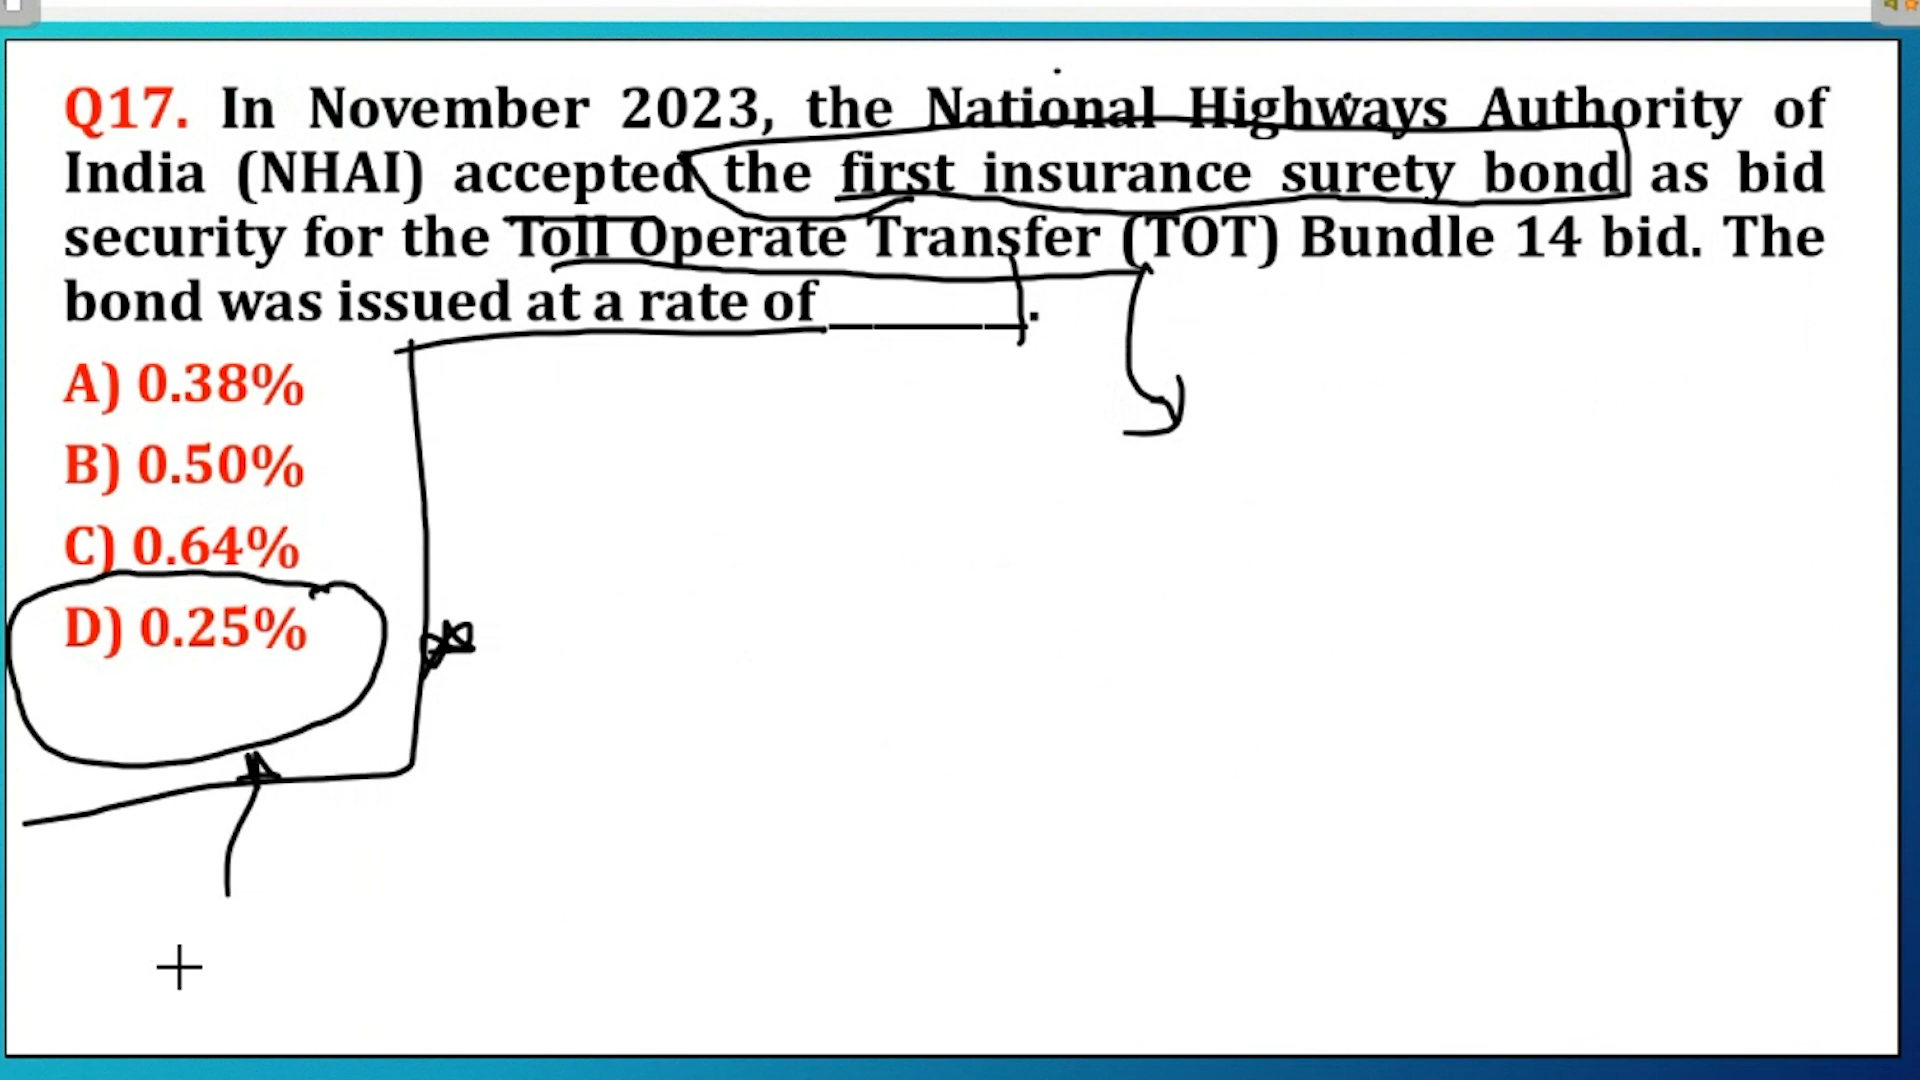 Q17. In November 2023, the National Highways Authority of
India (NHAI) accepted the first insurance surety bond as bid
security for the Toll Operate Transfer (TOT) Bundle 14 bid. The
bond was issued at a rate of ________.
A) 0.38%
B) 0.50%
C) 0.64%
D) 0.25%